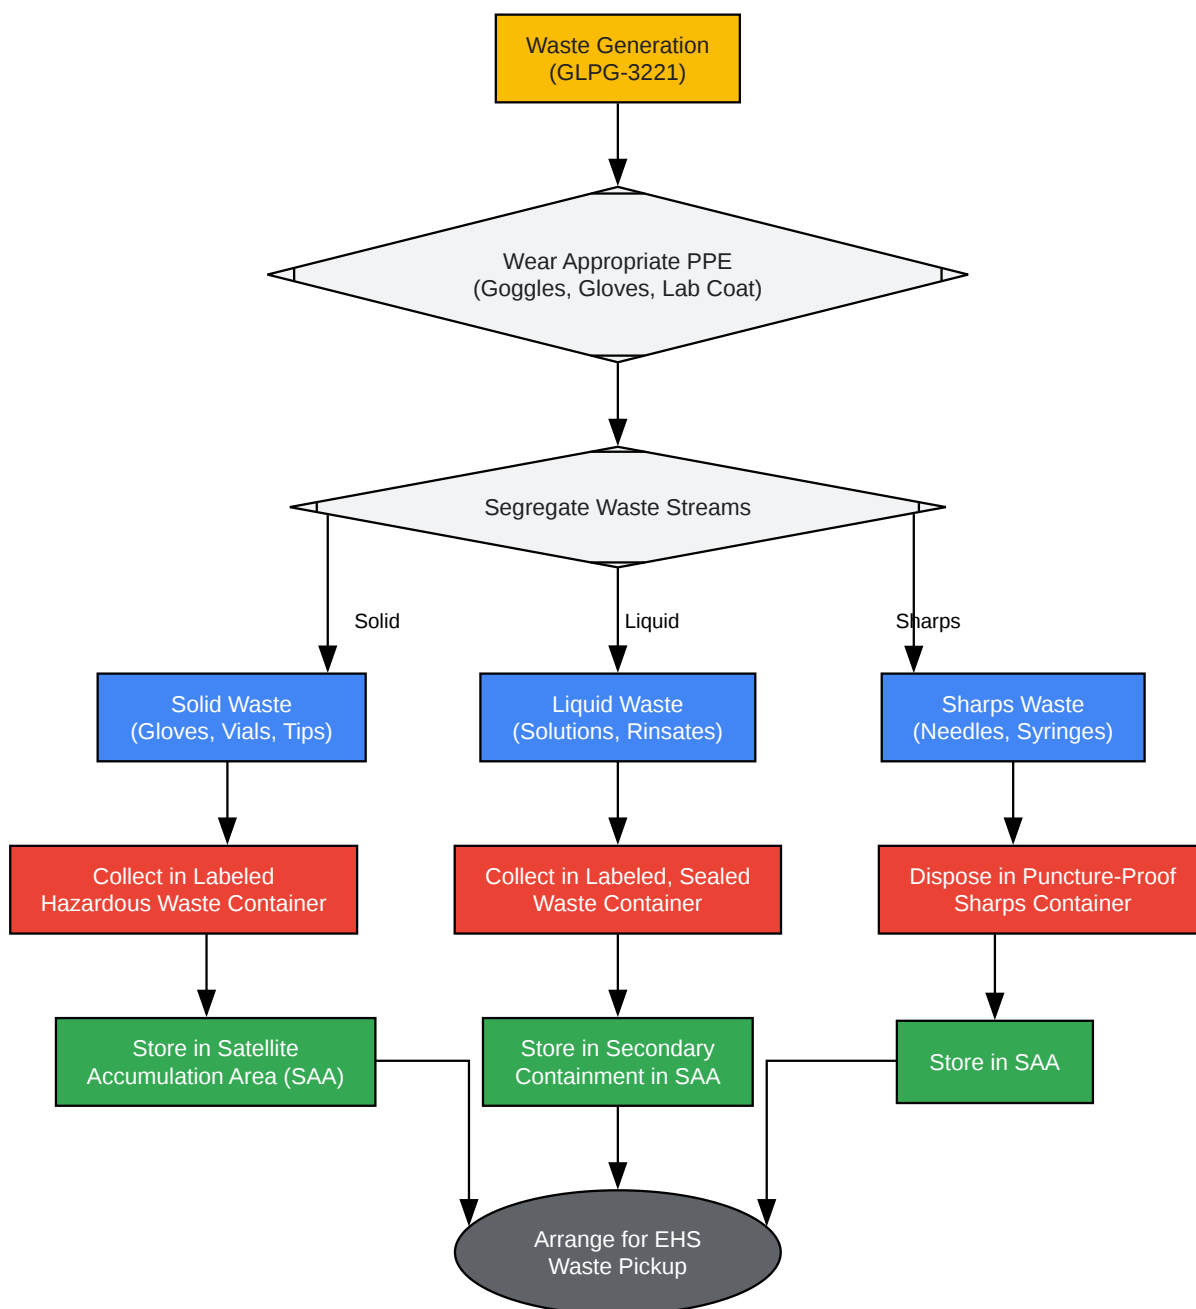 Waste Generation
(GLPG-3221)
Wear Appropriate PPE
(Goggles, Gloves, Lab Coat)
Segregate Waste Streams
Solid
Liquid
Sharps
Solid Waste
(Gloves, Vials, Tips)
Liquid Waste
(Solutions, Rinsates)
Sharps Waste
(Needles, Syringes)
Collect in Labeled
Hazardous Waste Container
Collect in Labeled, Sealed
Waste Container
Dispose in Puncture-Proof
Sharps Container
Store in Satellite
Accumulation Area (SAA)
Store in Secondary
Containment in SAA
Store in SAA
Arrange for EHS
Waste Pickup